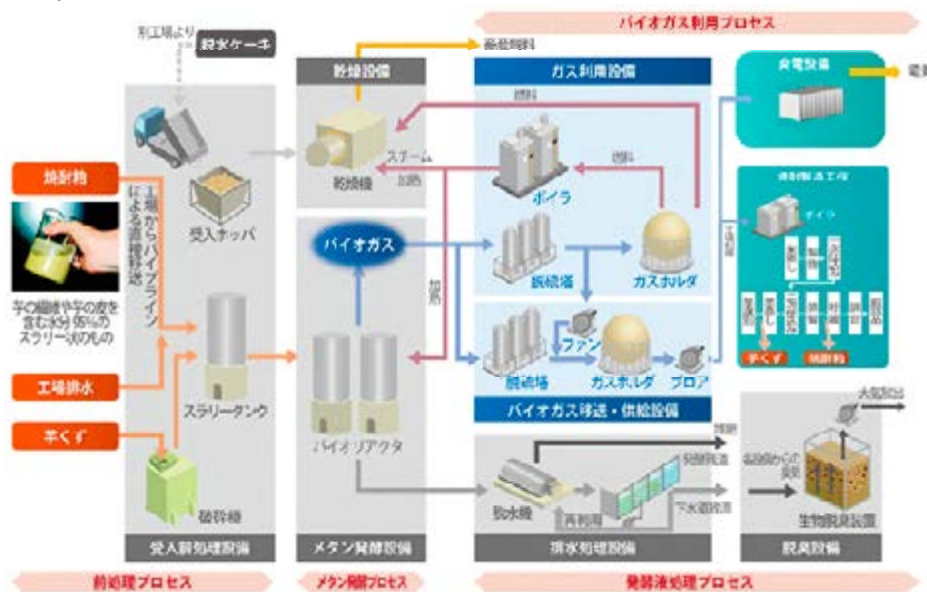 バイオガス利用プロセス
別工場より
脱水ケーキ
乾燥設備
ガス利用設備
発電設備
燃料
スチーム
加熱
乾燥機
燃料
ボイラ
焼酎粕
工場からパイプライン
による直接移送
受入ホッパ
バイオガス
脱硫塔
ガスホルダ
ボイラ
芋の繊維や芋の皮を
含む水分95%の
スラリー状のもの
加熱
ファン
脱硫塔
ガスホルダ
ブロア
芋くず
焼酎粕
工場排水
スラリータンク
バイオリアクタ
バイオガス移送・供給設備
芋くず
破砕機
脱水機
再利用
下水道放流
大気放出
生物脱臭装置
受入前処理設備
メタン発酵設備
排水処理設備
脱臭設備
前処理プロセス
メタン発酵プロセス
発酵液処理プロセス